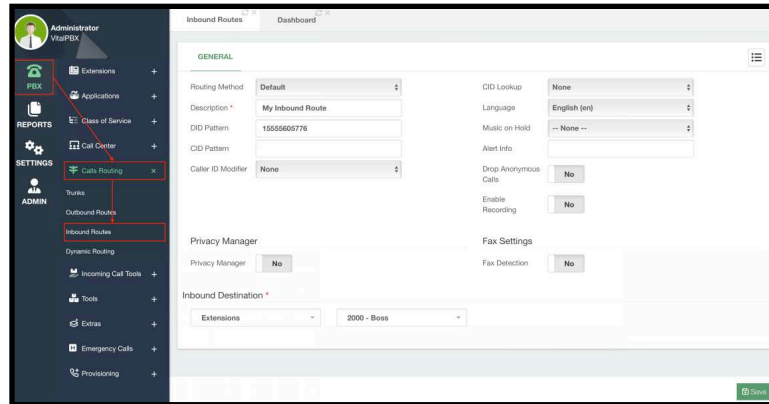 Administrator
VitalPBX
PBX
REPORTS
SETTINGS
ADMIN
Extensions +
Applications +
Class of Service +
Call Center +
Calls Routing ×
Trunks
Outbound Routes
Inbound Routes
Dynamic Routing
Incoming Call Tools +
Tools +
Extras +
Emergency Calls +
Provisioning +
Inbound Routes
Dashboard
GENERAL
Routing Method Default
Description * My Inbound Route
DID Pattern 15555605776
CID Pattern
Caller ID Modifier None
CID Lookup None
Language English (en)
Music on Hold -- None --
Alert Info
Drop Anonymous
Calls No
Enable
Recording No
Privacy Manager
Privacy Manager No
Fax Settings
Fax Detection No
Inbound Destination *
Extensions 2000 - Boss
Save